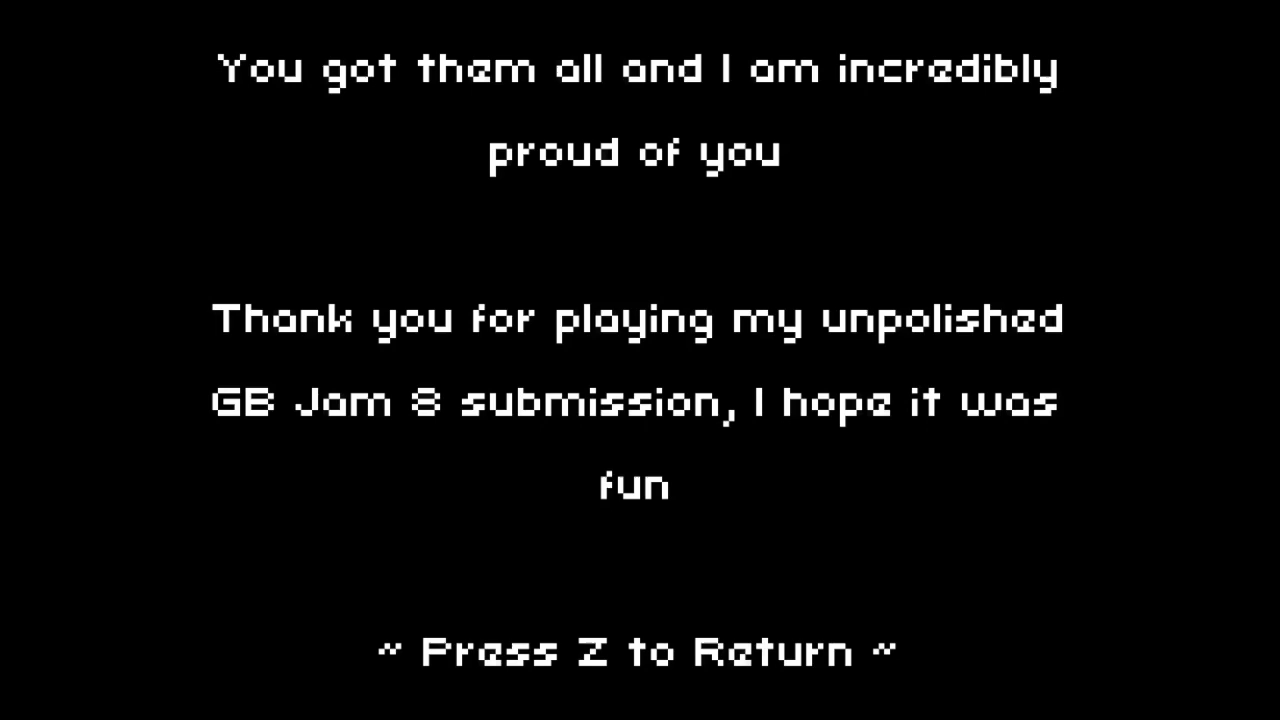 You got them all and I am incredibly
proud of you
Thank you for playing my unpolished
GB Jam 8 submission, I hope it was
fun
~ Press Z to Return ~